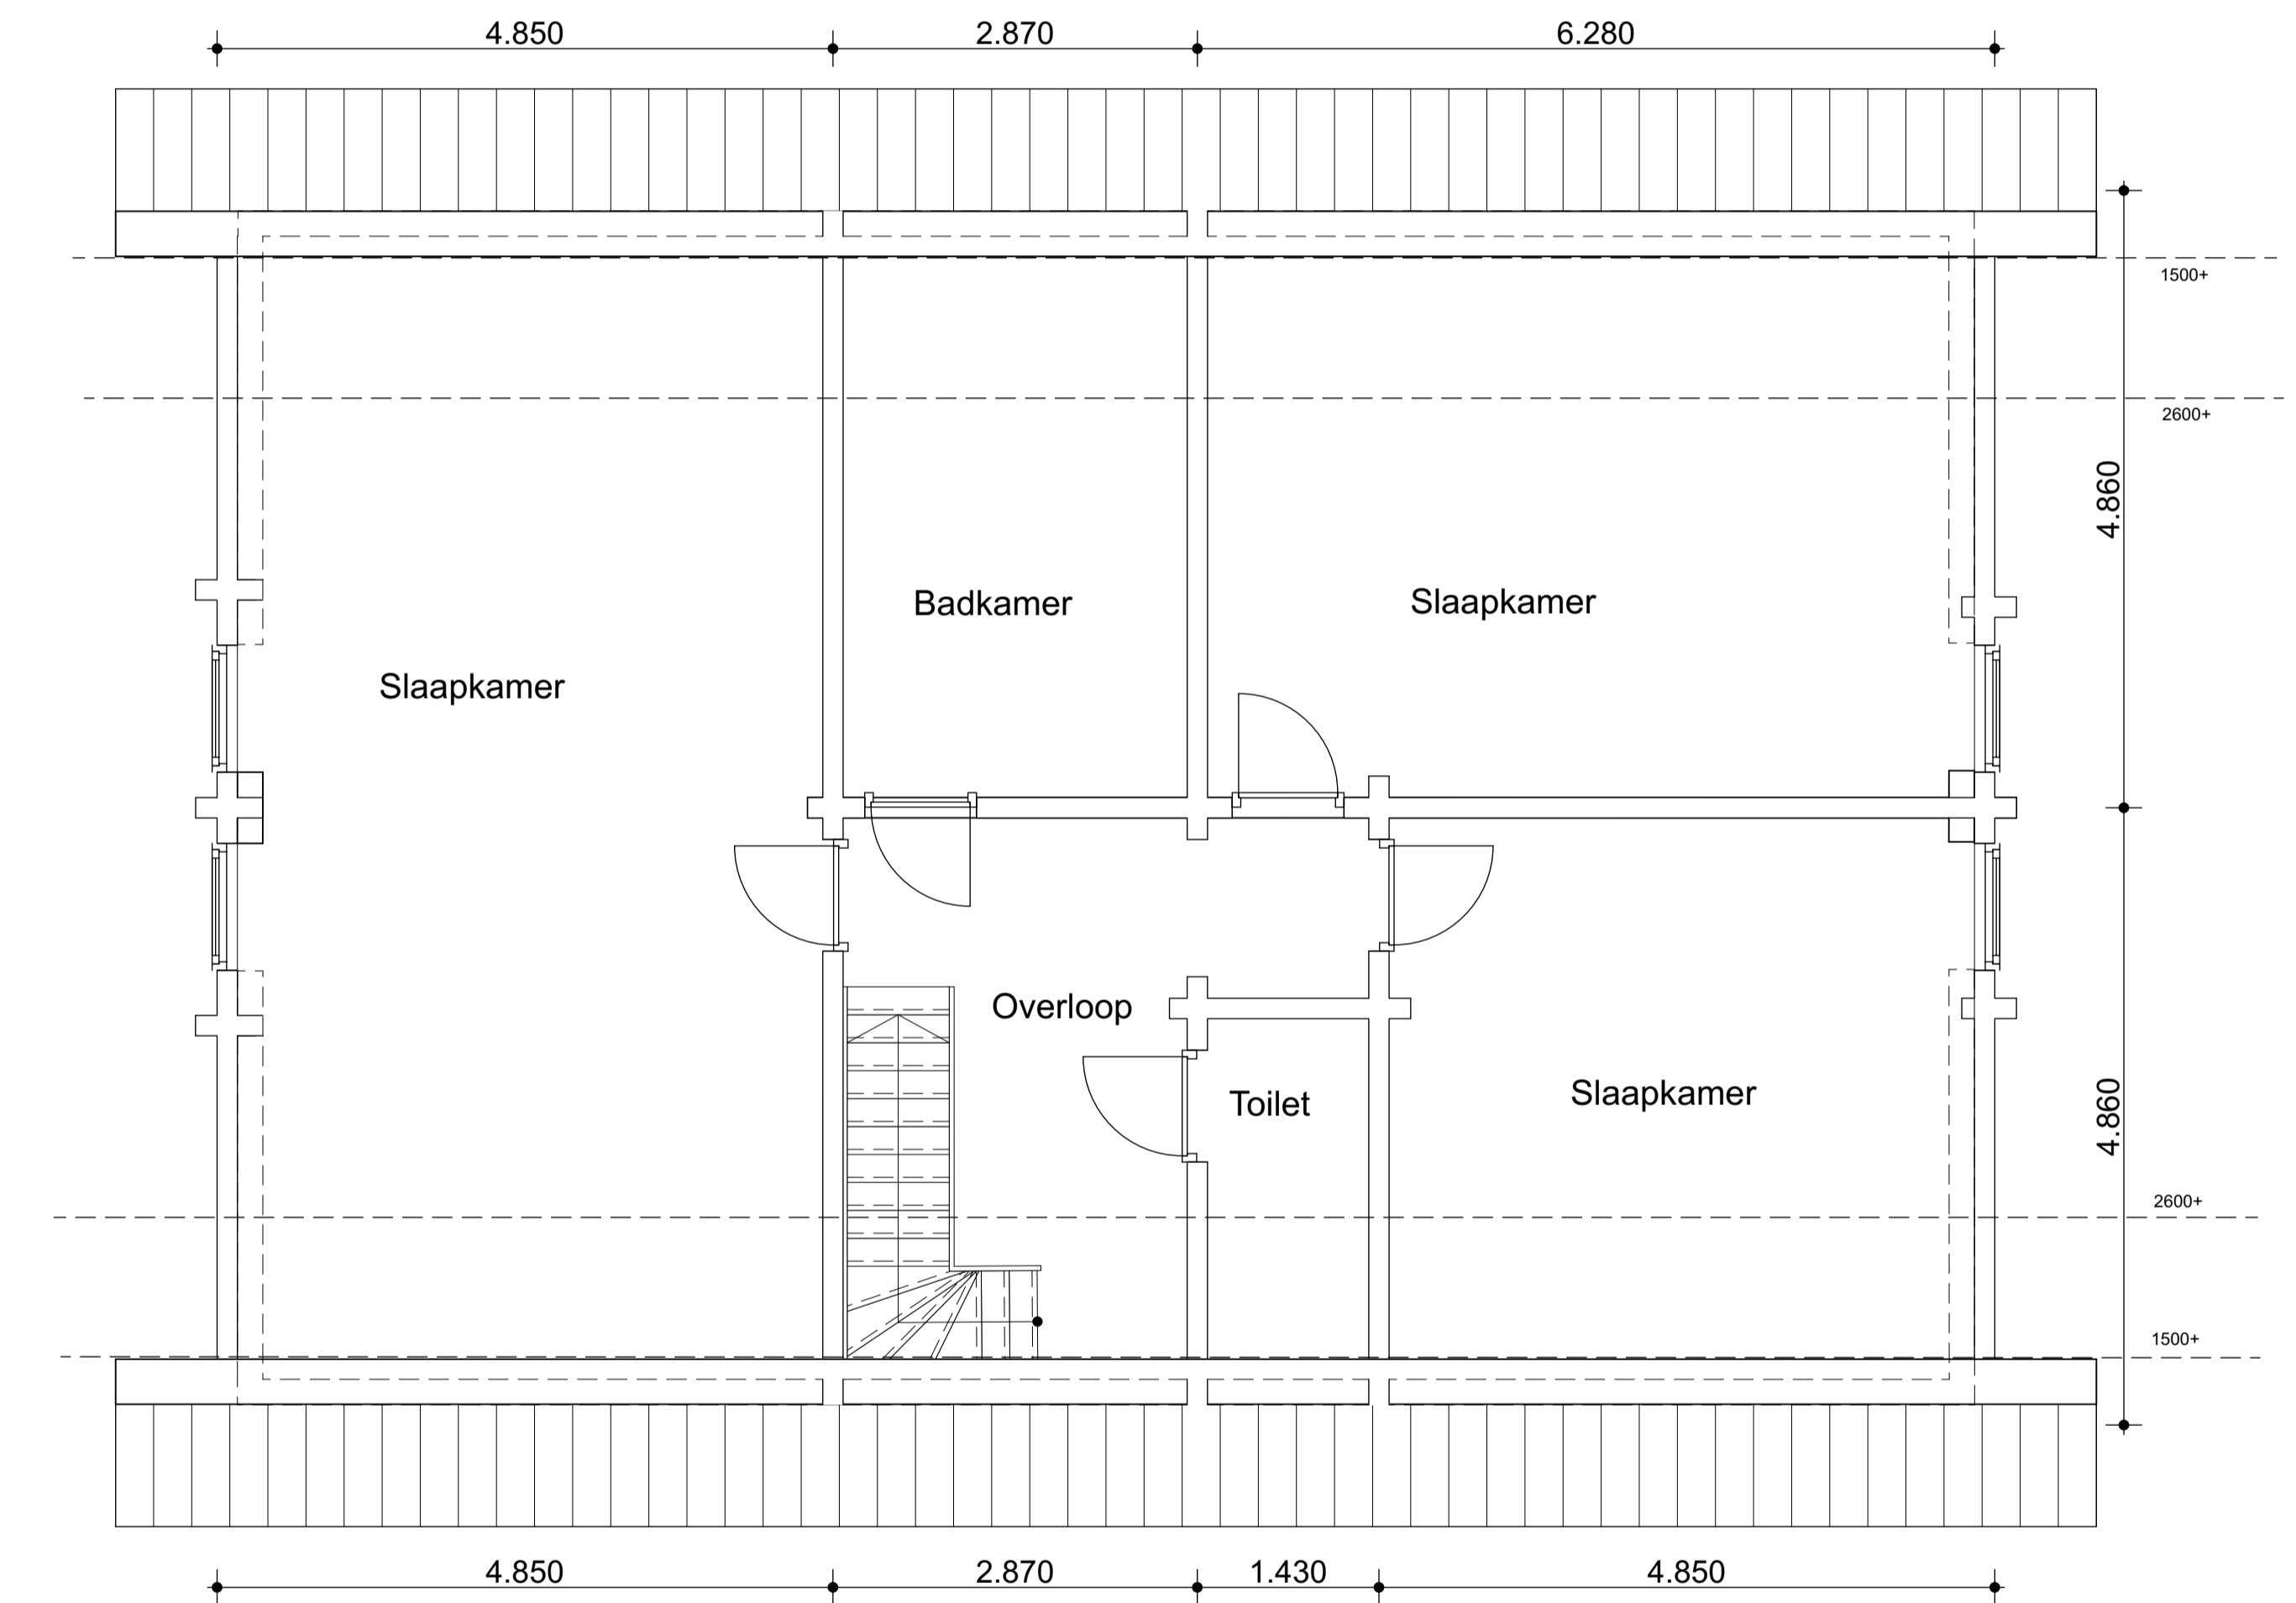 4.850 2.870 6.280
1500+
2600+
4.860
Badkamer Slaapkamer
Slaapkamer
Overloop
Toilet Slaapkamer
4.860
2600+
1500+
4.850 2.870 1.430 4.850